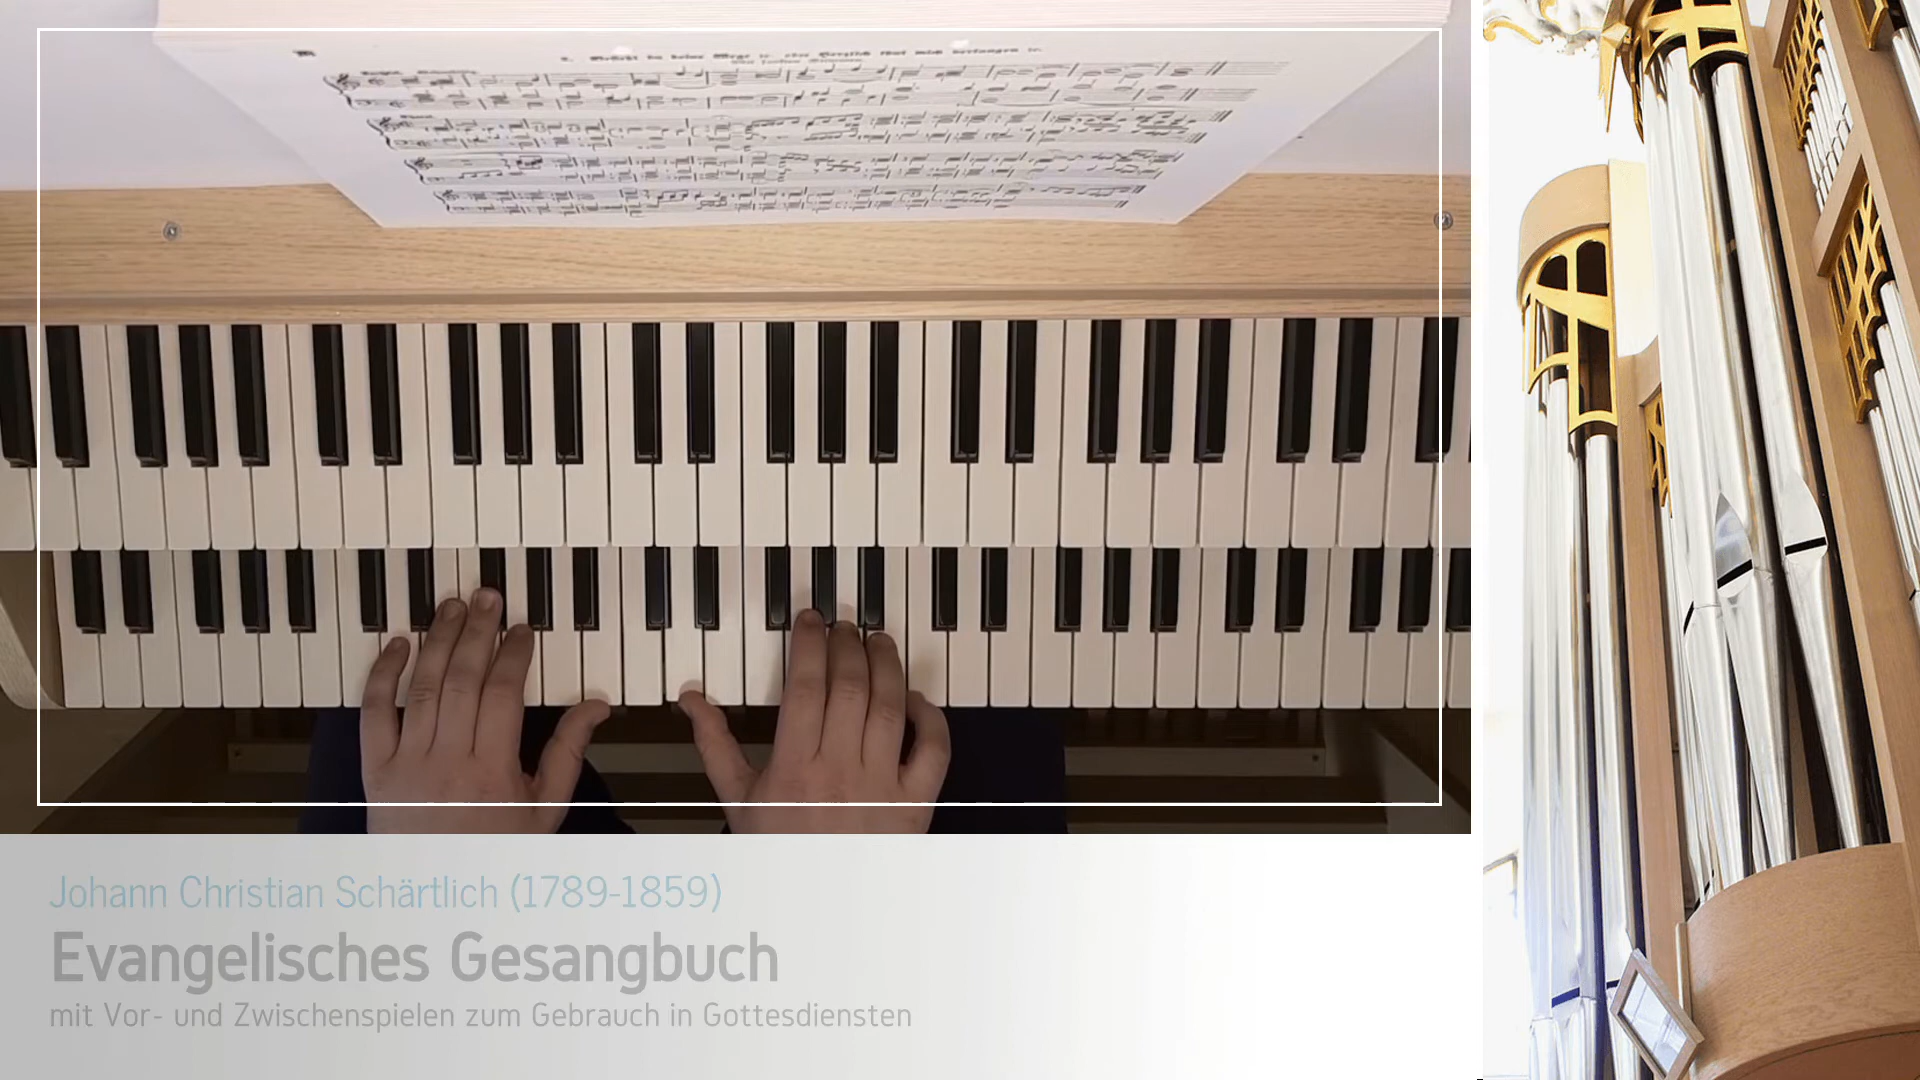 Johann Christian Schärtlich (1789-1859)
Evangelisches Gesangbuch
mit Vor- und Zwischenspielen zum Gebrauch in Gottesdiensten